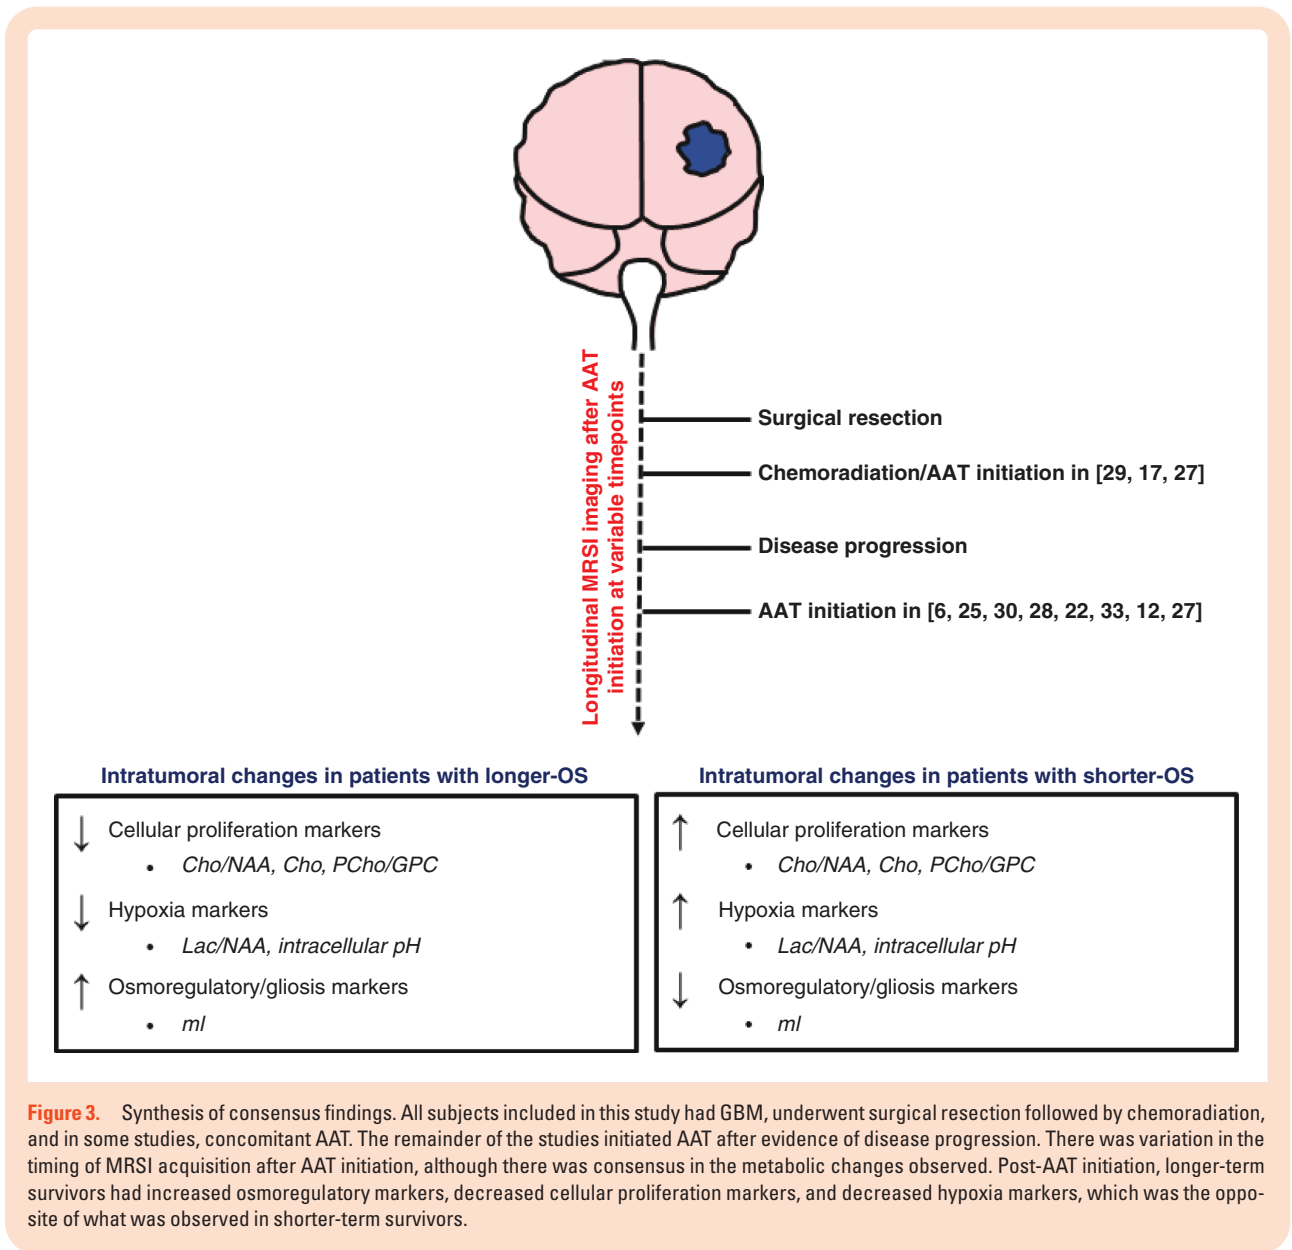 Longitudinal MRSI imaging after AAT
initiation at variable timepoints
Surgical resection
Chemoradiation/AAT initiation in [29, 17, 27]
Disease progression
AAT initiation in [6, 25, 30, 28, 22, 33, 12, 27]
Intratumoral changes in patients with longer-OS
↓ Cellular proliferation markers
• Cho/NAA, Cho, PCho/GPC
↓ Hypoxia markers
• Lac/NAA, intracellular pH
↑ Osmoregulatory/gliosis markers
• ml
Intratumoral changes in patients with shorter-OS
↑ Cellular proliferation markers
• Cho/NAA, Cho, PCho/GPC
↑ Hypoxia markers
• Lac/NAA, intracellular pH
↓ Osmoregulatory/gliosis markers
• ml
Figure 3. Synthesis of consensus findings. All subjects included in this study had GBM, underwent surgical resection followed by chemoradiation,
and in some studies, concomitant AAT. The remainder of the studies initiated AAT after evidence of disease progression. There was variation in the
timing of MRSI acquisition after AAT initiation, although there was consensus in the metabolic changes observed. Post-AAT initiation, longer-term
survivors had increased osmoregulatory markers, decreased cellular proliferation markers, and decreased hypoxia markers, which was the oppo-
site of what was observed in shorter-term survivors.